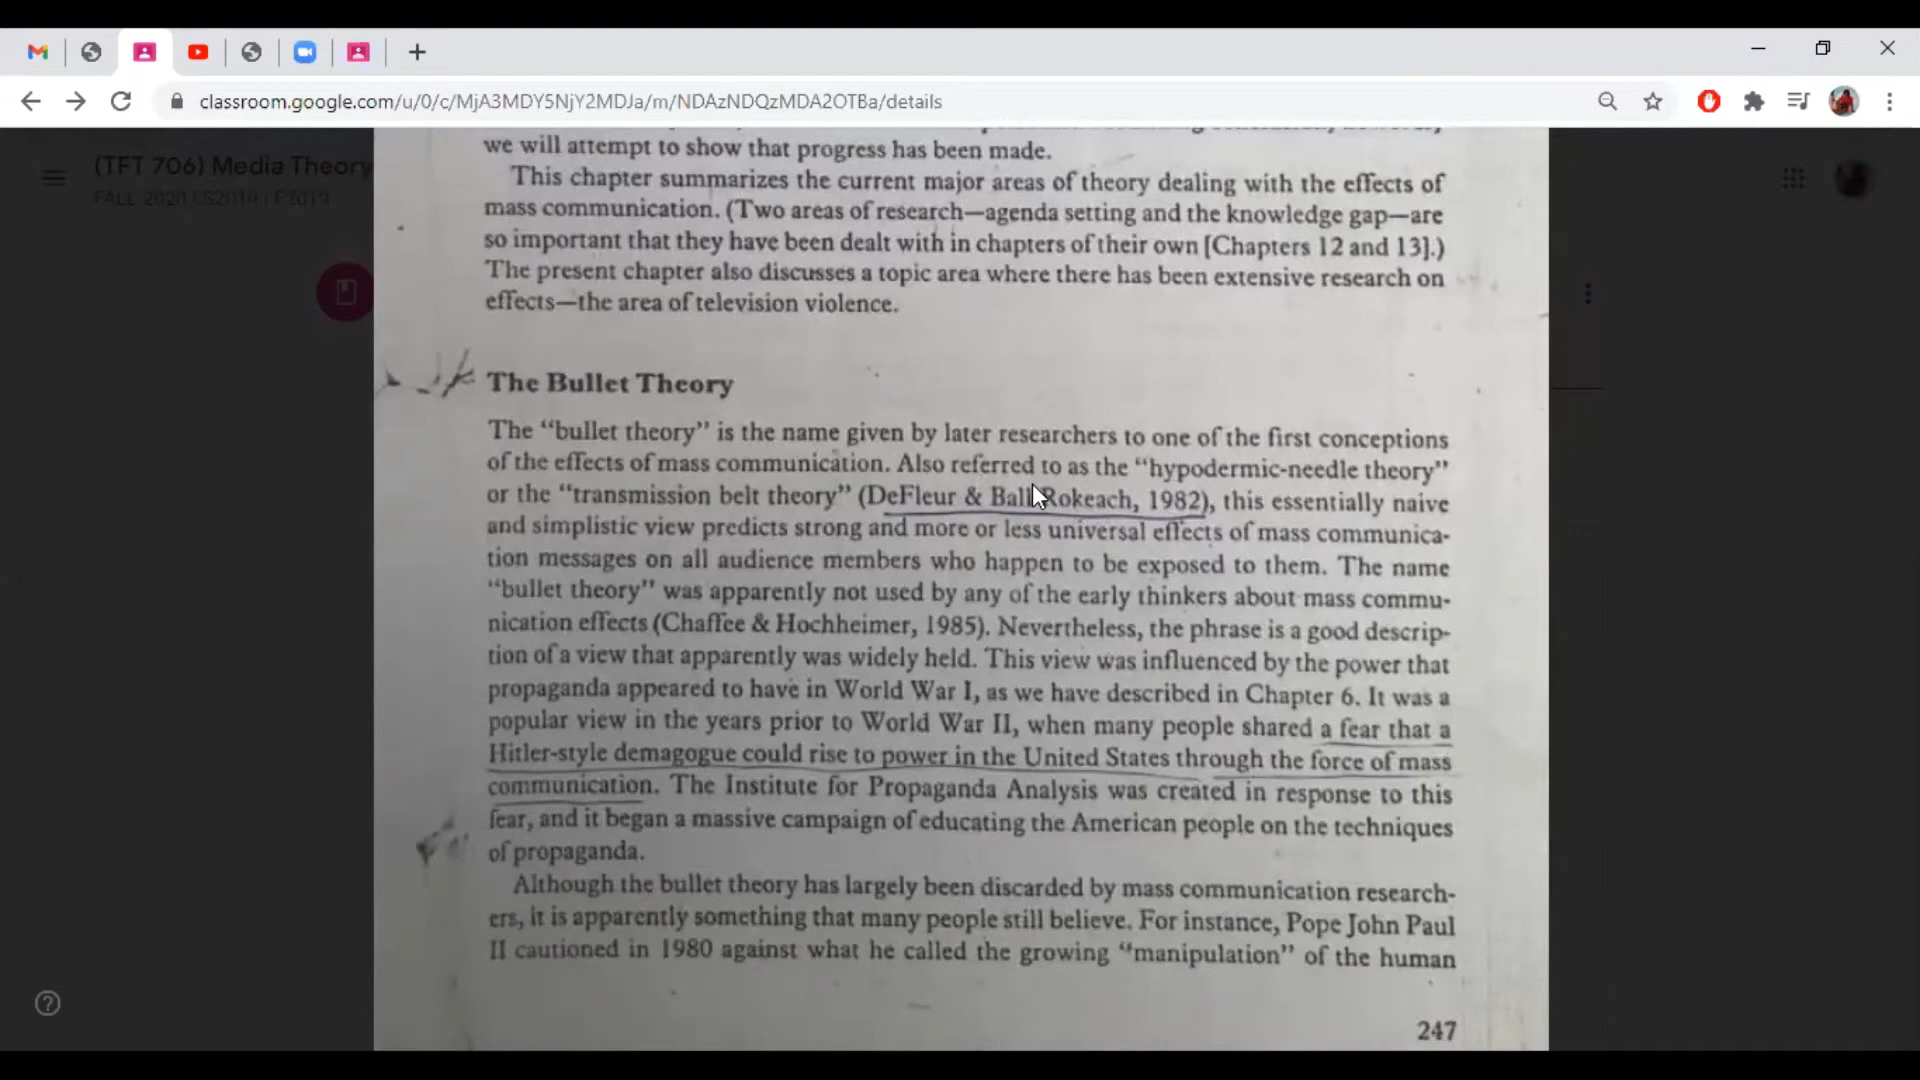 classroom.google.com/u/0/c/MjA3MDY5NjY2MDJa/m/NDAzNDQzMDA2OTBa/details
(TFT 706) Media Theory
FALL 2020 | S2019 | F2019
we will attempt to show that progress has been made.
This chapter summarizes the current major areas of theory dealing with the effects of
mass communication. (Two areas of research—agenda setting and the knowledge gap—are
so important that they have been dealt with in chapters of their own [Chapters 12 and 13].)
The present chapter also discusses a topic area where there has been extensive research on
effects—the area of television violence.
The Bullet Theory
The “bullet theory” is the name given by later researchers to one of the first conceptions
of the effects of mass communication. Also referred to as the “hypodermic-needle theory”
or the “transmission belt theory” (DeFleur & Ball-Rokeach, 1982), this essentially naive
and simplistic view predicts strong and more or less universal effects of mass communica-
tion messages on all audience members who happen to be exposed to them. The name
“bullet theory” was apparently not used by any of the early thinkers about mass commu-
nication effects (Chaffee & Hochheimer, 1985). Nevertheless, the phrase is a good descrip-
tion of a view that apparently was widely held. This view was influenced by the power that
propaganda appeared to have in World War I, as we have described in Chapter 6. It was a
popular view in the years prior to World War II, when many people shared a fear that a
Hitler-style demagogue could rise to power in the United States through the force of mass
communication. The Institute for Propaganda Analysis was created in response to this
fear, and it began a massive campaign of educating the American people on the techniques
of propaganda.
Although the bullet theory has largely been discarded by mass communication research-
ers, it is apparently something that many people still believe. For instance, Pope John Paul
II cautioned in 1980 against what he called the growing “manipulation” of the human
247